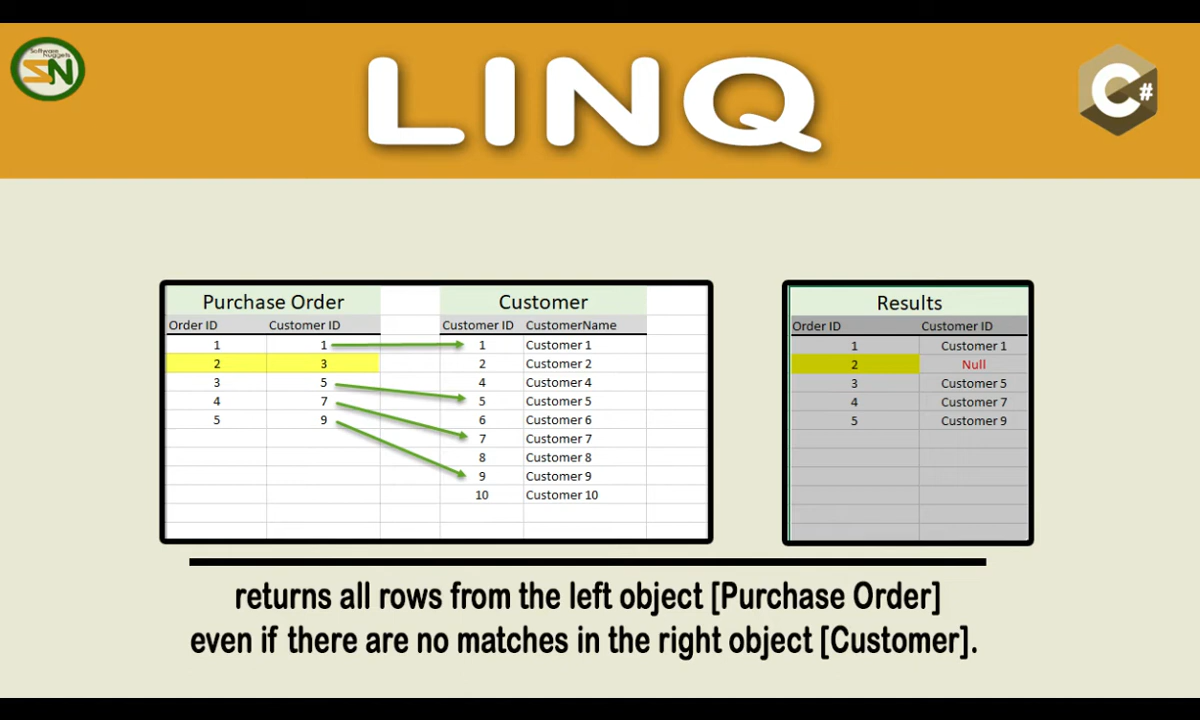 Software Nuggets
SN
LINQ
C#
Purchase Order
Order ID Customer ID
1 1
2 3
3 5
4 7
5 9
Customer
Customer ID CustomerName
1 Customer 1
2 Customer 2
4 Customer 4
5 Customer 5
6 Customer 6
7 Customer 7
8 Customer 8
9 Customer 9
10 Customer 10
Results
Order ID Customer ID
1 Customer 1
2 Null
3 Customer 5
4 Customer 7
5 Customer 9
returns all rows from the left object [Purchase Order]
even if there are no matches in the right object [Customer].